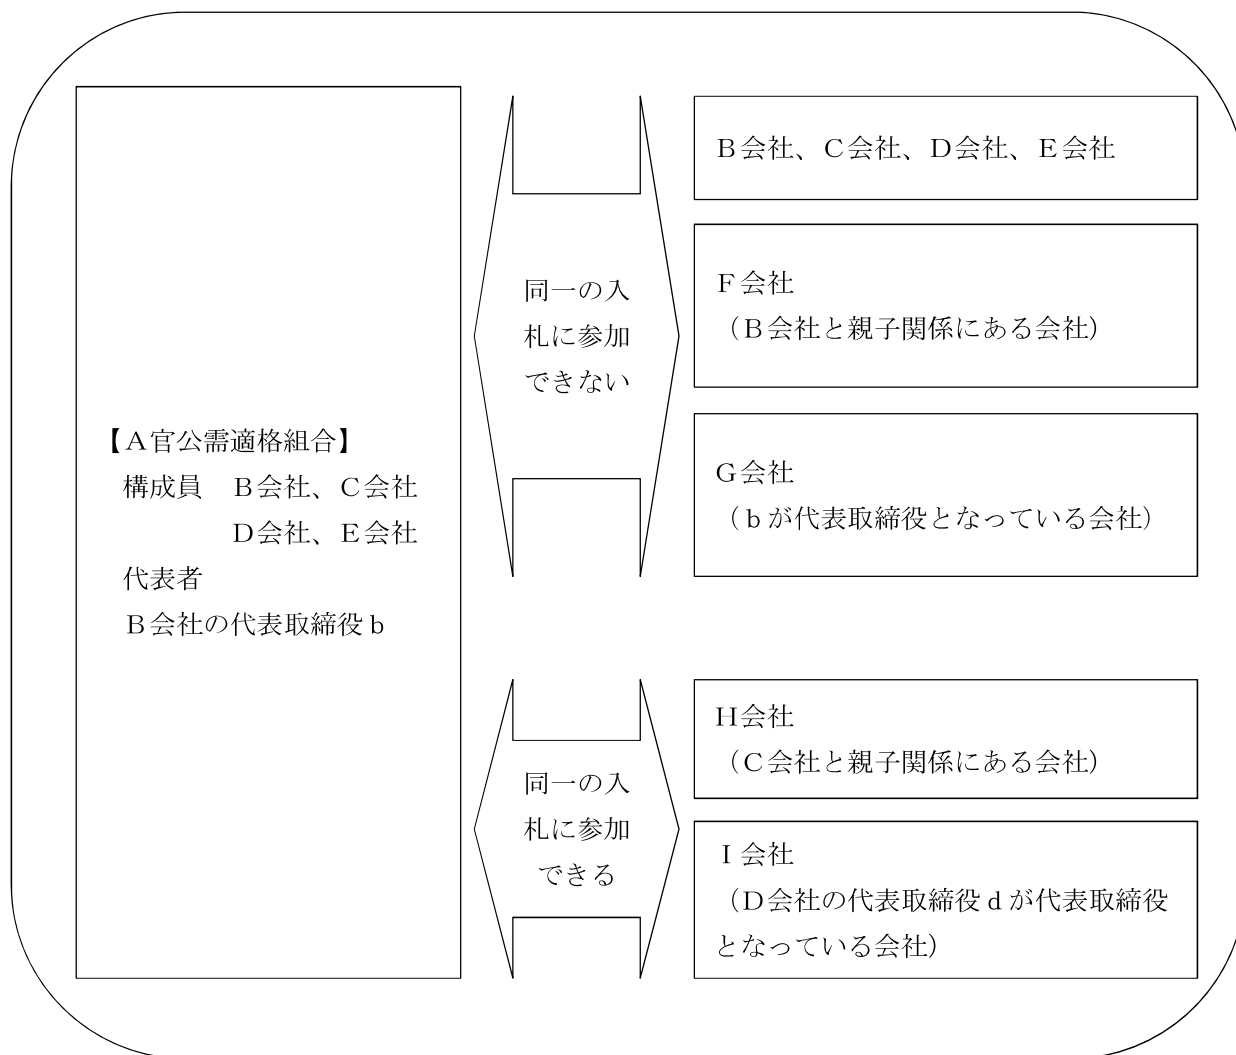 【Ａ官公需適格組合】
構成員　Ｂ会社、Ｃ会社
Ｄ会社、Ｅ会社
代表者
Ｂ会社の代表取締役ｂ
同一の入
札に参加
できない
Ｂ会社、Ｃ会社、Ｄ会社、Ｅ会社
Ｆ会社
（Ｂ会社と親子関係にある会社）
Ｇ会社
（ｂが代表取締役となっている会社）
同一の入
札に参加
できる
Ｈ会社
（Ｃ会社と親子関係にある会社）
Ｉ会社
（Ｄ会社の代表取締役ｄが代表取締役
となっている会社）